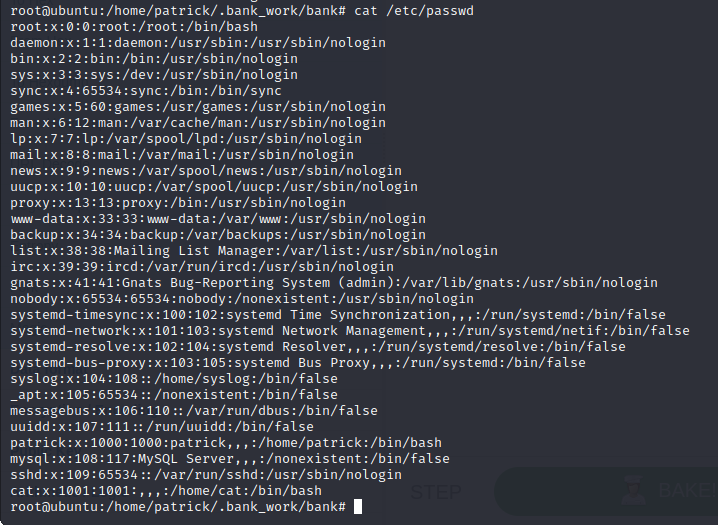 root@ubuntu:/home/patrick/.bank_work/bank# cat /etc/passwd
root:x:0:0:root:/root:/bin/bash
daemon:x:1:1:daemon:/usr/sbin:/usr/sbin/nologin
bin:x:2:2:bin:/bin:/usr/sbin/nologin
sys:x:3:3:sys:/dev:/usr/sbin/nologin
sync:x:4:65534:sync:/bin:/bin/sync
games:x:5:60:games:/usr/games:/usr/sbin/nologin
man:x:6:12:man:/var/cache/man:/usr/sbin/nologin
lp:x:7:7:lp:/var/spool/lpd:/usr/sbin/nologin
mail:x:8:8:mail:/var/mail:/usr/sbin/nologin
news:x:9:9:news:/var/spool/news:/usr/sbin/nologin
uucp:x:10:10:uucp:/var/spool/uucp:/usr/sbin/nologin
proxy:x:13:13:proxy:/bin:/usr/sbin/nologin
www-data:x:33:33:www-data:/var/www:/usr/sbin/nologin
backup:x:34:34:backup:/var/backups:/usr/sbin/nologin
list:x:38:38:Mailing List Manager:/var/list:/usr/sbin/nologin
irc:x:39:39:ircd:/var/run/ircd:/usr/sbin/nologin
gnats:x:41:41:Gnats Bug-Reporting System (admin):/var/lib/gnats:/usr/sbin/nologin
nobody:x:65534:65534:nobody:/nonexistent:/usr/sbin/nologin
systemd-timesync:x:100:102:systemd Time Synchronization,,,:/run/systemd:/bin/false
systemd-network:x:101:103:systemd Network Management,,,:/run/systemd/netif:/bin/false
systemd-resolve:x:102:104:systemd Resolver,,,:/run/systemd/resolve:/bin/false
systemd-bus-proxy:x:103:105:systemd Bus Proxy,,,:/run/systemd:/bin/false
syslog:x:104:108::/home/syslog:/bin/false
_apt:x:105:65534::/nonexistent:/bin/false
messagebus:x:106:110::/var/run/dbus:/bin/false
uuidd:x:107:111::/run/uuidd:/bin/false
patrick:x:1000:1000:patrick,,,:/home/patrick:/bin/bash
mysql:x:108:117:MySQL Server,,,:/nonexistent:/bin/false
sshd:x:109:65534::/var/run/sshd:/usr/sbin/nologin
cat:x:1001:1001:,,,:/home/cat:/bin/bash
STEP BAKE
root@ubuntu:/home/patrick/.bank_work/bank#